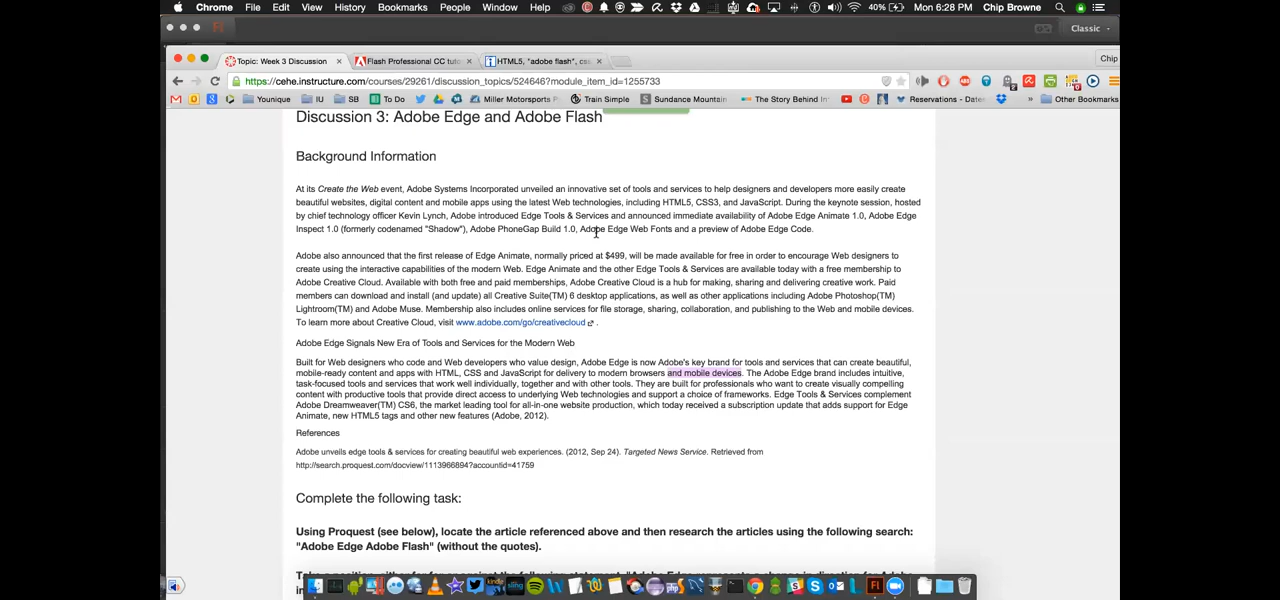 Chrome File Edit View History Bookmarks People Window Help 40% Mon 6:28 PM Chip Browne
Classic
Topic: Week 3 Discussion Flash Professional CC tuto HTML5, "adobe flash", css Chip
https://cehe.instructure.com/courses/29261/discussion_topics/524646?module_item_id=1255733
Younique IU SB To Do Miller Motorsports P Train Simple Sundance Mountain The Story Behind In Reservations - Dates » Other Bookmarks
Discussion 3: Adobe Edge and Adobe Flash
Background Information
At its Create the Web event, Adobe Systems Incorporated unveiled an innovative set of tools and services to help designers and developers more easily create
beautiful websites, digital content and mobile apps using the latest Web technologies, including HTML5, CSS3, and JavaScript. During the keynote session, hosted
by chief technology officer Kevin Lynch, Adobe introduced Edge Tools & Services and announced immediate availability of Adobe Edge Animate 1.0, Adobe Edge
Inspect 1.0 (formerly codenamed "Shadow"), Adobe PhoneGap Build 1.0, Adobe Edge Web Fonts and a preview of Adobe Edge Code.
Adobe also announced that the first release of Edge Animate, normally priced at $499, will be made available for free in order to encourage Web designers to
create using the interactive capabilities of the modern Web. Edge Animate and the other Edge Tools & Services are available today with a free membership to
Adobe Creative Cloud. Available with both free and paid memberships, Adobe Creative Cloud is a hub for making, sharing and delivering creative work. Paid
members can download and install (and update) all Creative Suite(TM) 6 desktop applications, as well as other applications including Adobe Photoshop(TM)
Lightroom(TM) and Adobe Muse. Membership also includes online services for file storage, sharing, collaboration, and publishing to the Web and mobile devices.
To learn more about Creative Cloud, visit www.adobe.com/go/creativecloud .
Adobe Edge Signals New Era of Tools and Services for the Modern Web
Built for Web designers who code and Web developers who value design, Adobe Edge is now Adobe's key brand for tools and services that can create beautiful,
mobile-ready content and apps with HTML, CSS and JavaScript for delivery to modern browsers and mobile devices. The Adobe Edge brand includes intuitive,
task-focused tools and services that work well individually, together and with other tools. They are built for professionals who want to create visually compelling
content with productive tools that provide direct access to underlying Web technologies and support a choice of frameworks. Edge Tools & Services complement
Adobe Dreamweaver(TM) CS6, the market leading tool for all-in-one website production, which today received a subscription update that adds support for Edge
Animate, new HTML5 tags and other new features (Adobe, 2012).
References
Adobe unveils edge tools & services for creating beautiful web experiences. (2012, Sep 24). Targeted News Service. Retrieved from
http://search.proquest.com/docview/1113966894?accountid=41759
Complete the following task:
Using Proquest (see below), locate the article referenced above and then research the articles using the following search:
"Adobe Edge Adobe Flash" (without the quotes).